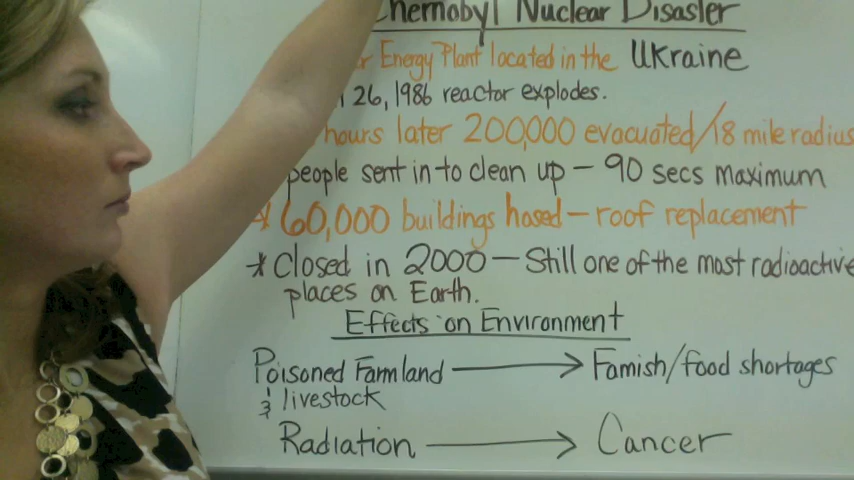 Chernobyl Nuclear Disaster
Energy Plant located in the Ukraine
26, 1986 reactor explodes.
hours later 200,000 evacuated/18 mile radius
people sent in to clean up - 90 secs maximum
* 60,000 buildings hosed - roof replacement
* Closed in 2000 - Still one of the most radioactive
places on Earth.
Effects on Environment
Poisoned Farmland → Famish/food shortages
& livestock
Radiation → Cancer